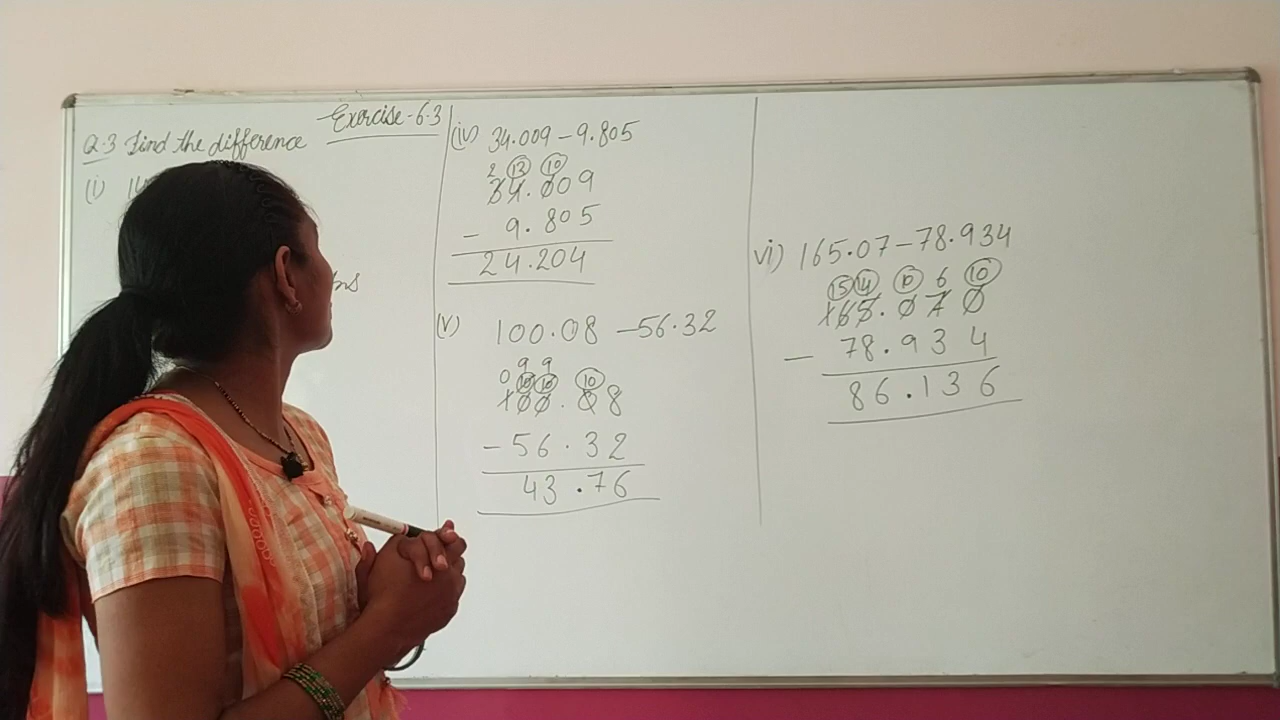 Exercise-6.3
Q.3 Find the difference
(i) 14
(iv) 34.009 – 9.805
2 13 10
34.009
– 9.805
24.204
(v) 100.08 – 56.32
9 9
0 10 10 10
100.08
– 56.32
43.76
vi) 165.07 – 78.934
15 14 10 6 10
165.070
– 78.934
86.136